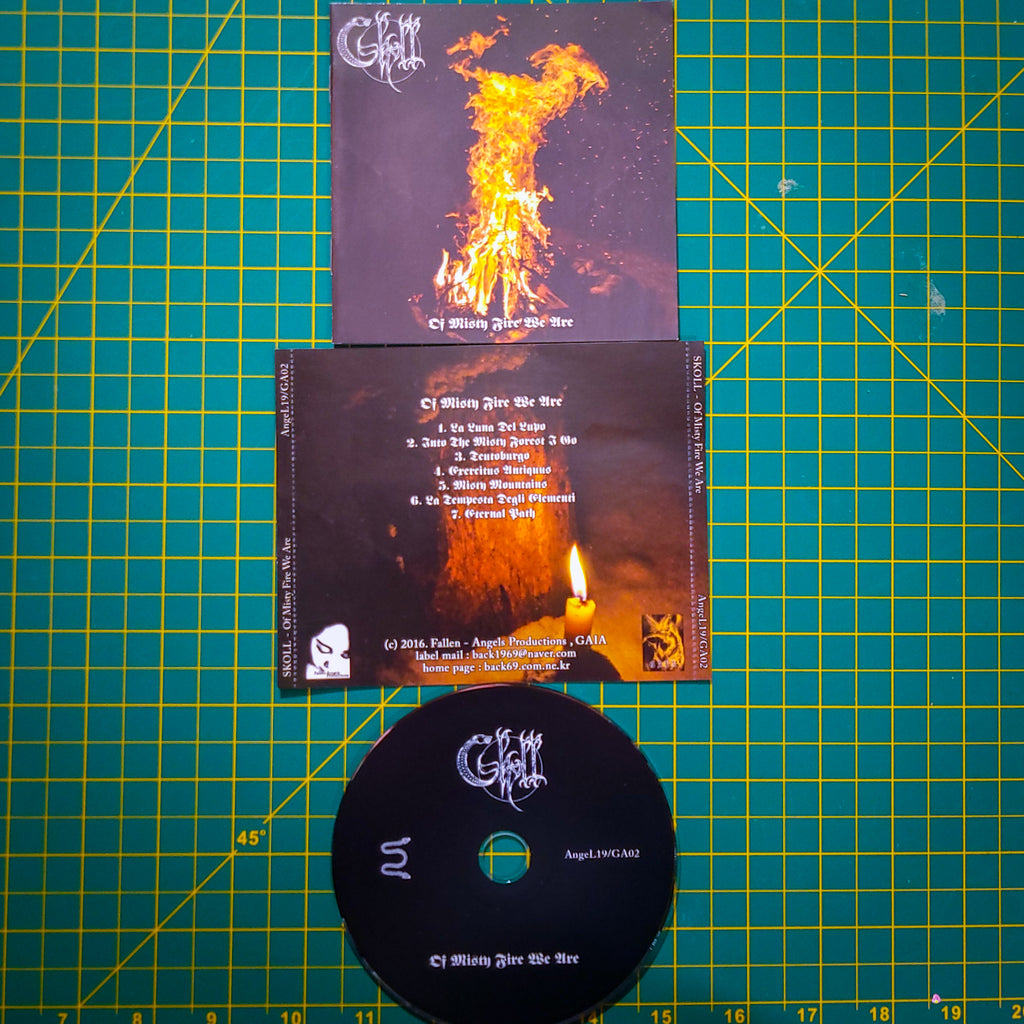 Skoll
Of Misty Fire We Are
AngeL19/GA02
SKOLL - Of Misty Fire We Are
Of Misty Fire We Are
1. La Luna Del Lupo
2. Into The Misty Forest I Go
3. Teutoburgo
4. Exercitus Antiquus
5. Misty Mountains
6. La Tempesta Degli Elementi
7. Eternal Path
(c) 2016. Fallen - Angels Productions , GAIA
label mail : back1969@naver.com
home page : back69.com.ne.kr
SKOLL - Of Misty Fire We Are
AngeL19/GA02
Skoll
AngeL19/GA02
Of Misty Fire We Are
45°
7
8
9
10
11
14
15
16
17
18
19